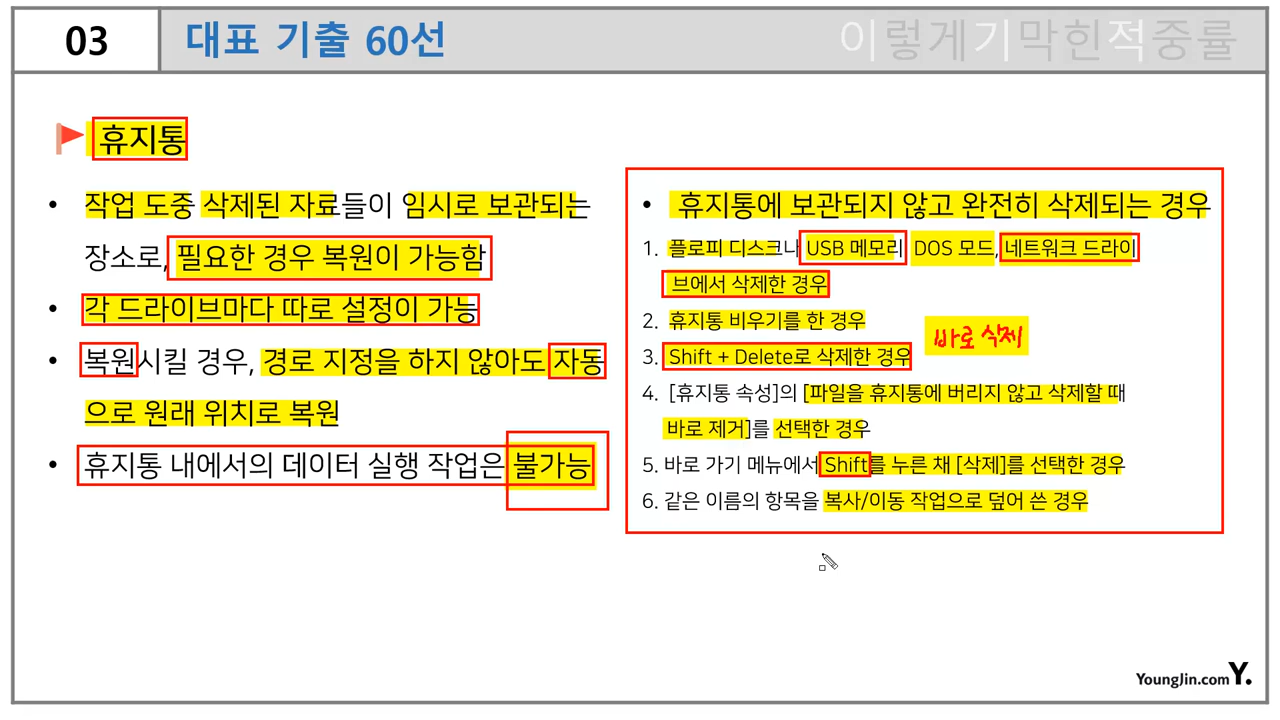 03
대표 기출 60선
이렇게기막힌적중률
휴지통
• 작업 도중 삭제된 자료들이 임시로 보관되는
장소로, 필요한 경우 복원이 가능함
• 각 드라이브마다 따로 설정이 가능
• 복원시킬 경우, 경로 지정을 하지 않아도 자동
으로 원래 위치로 복원
• 휴지통 내에서의 데이터 실행 작업은 불가능
• 휴지통에 보관되지 않고 완전히 삭제되는 경우
1. 플로피 디스크나 USB 메모리 DOS 모드, 네트워크 드라이
브에서 삭제한 경우
2. 휴지통 비우기를 한 경우
바로 삭제
3. Shift + Delete로 삭제한 경우
4. [휴지통 속성]의 [파일을 휴지통에 버리지 않고 삭제할 때
바로 제거]를 선택한 경우
5. 바로 가기 메뉴에서 Shift를 누른 채 [삭제]를 선택한 경우
6. 같은 이름의 항목을 복사/이동 작업으로 덮어 쓴 경우
YoungJin.com Y.